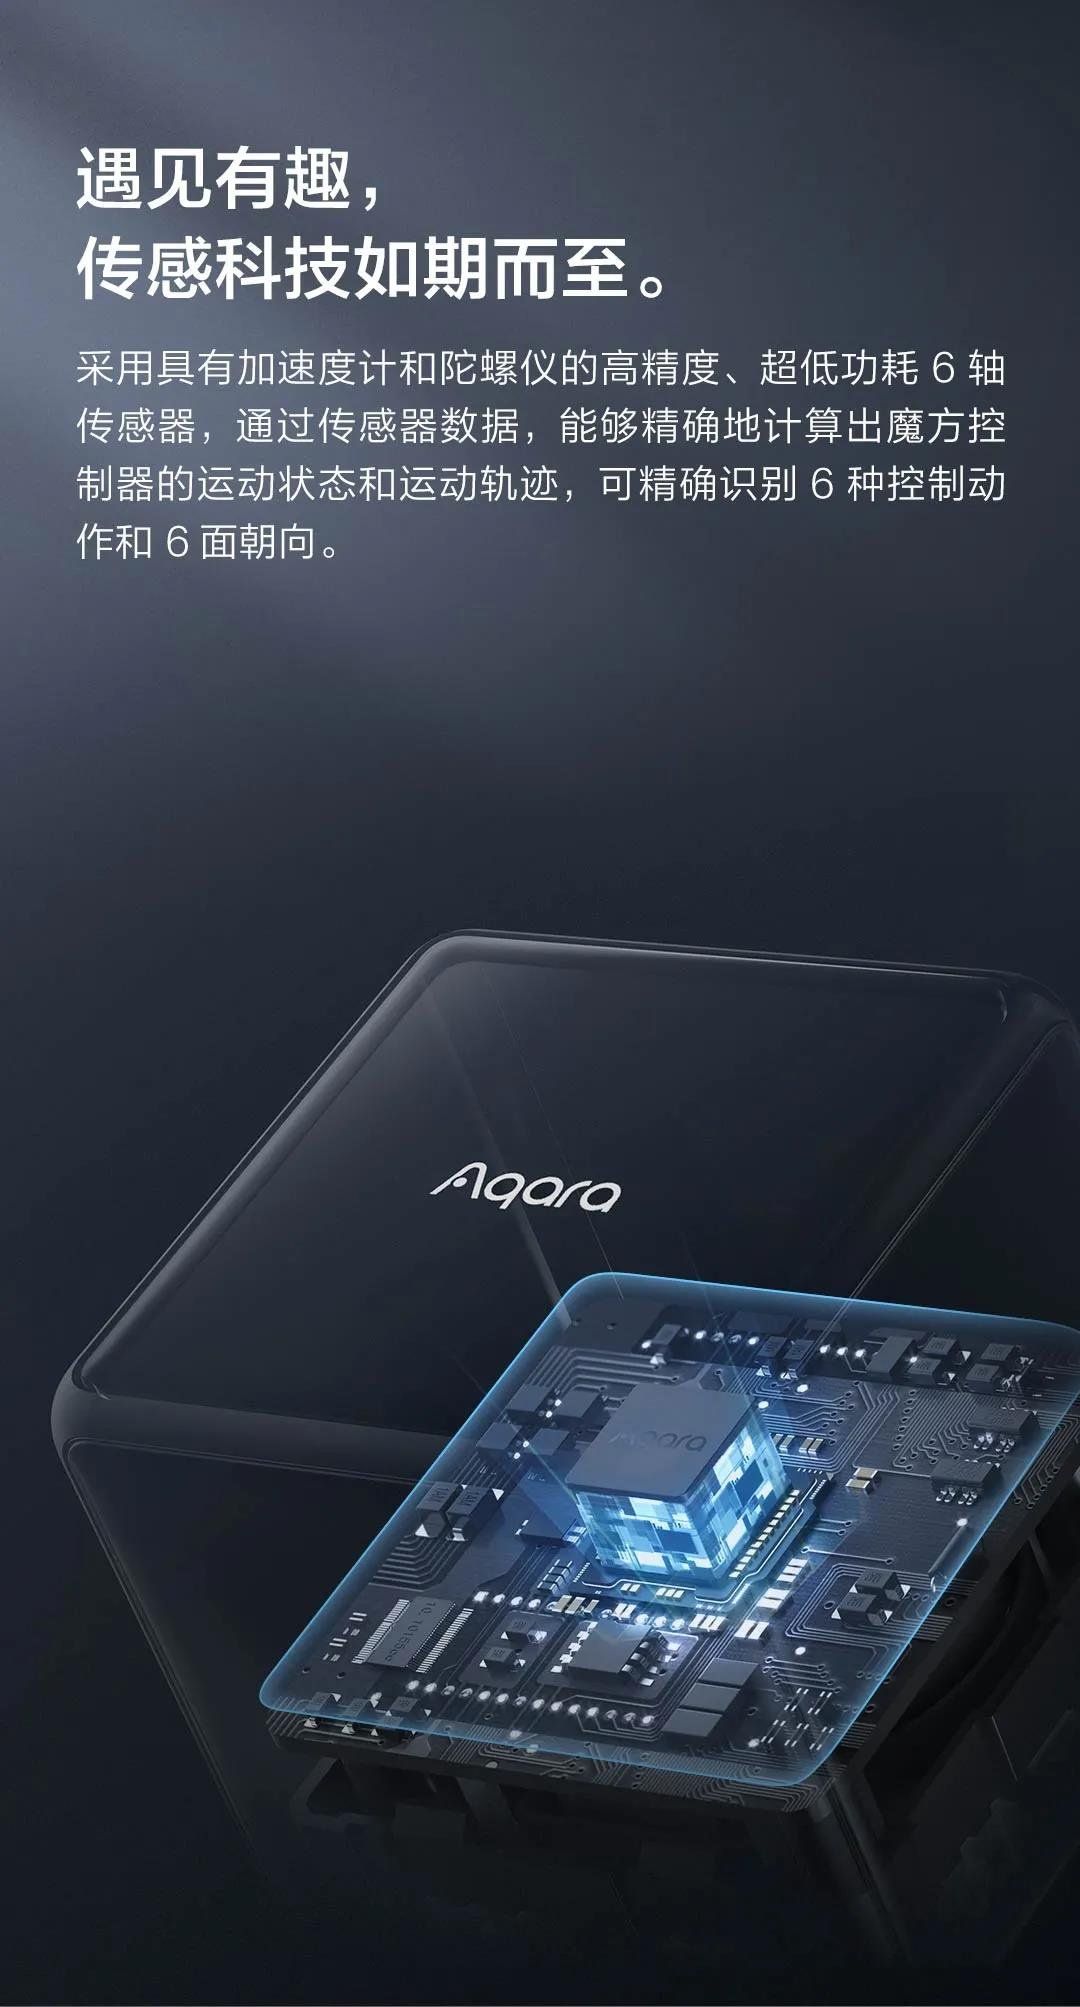 遇见有趣，
传感科技如期而至。
采用具有加速度计和陀螺仪的高精度、超低功耗 6 轴
传感器，通过传感器数据，能够精确地计算出魔方控
制器的运动状态和运动轨迹，可精确识别 6 种控制动
作和 6 面朝向。
Aqara
Aqara